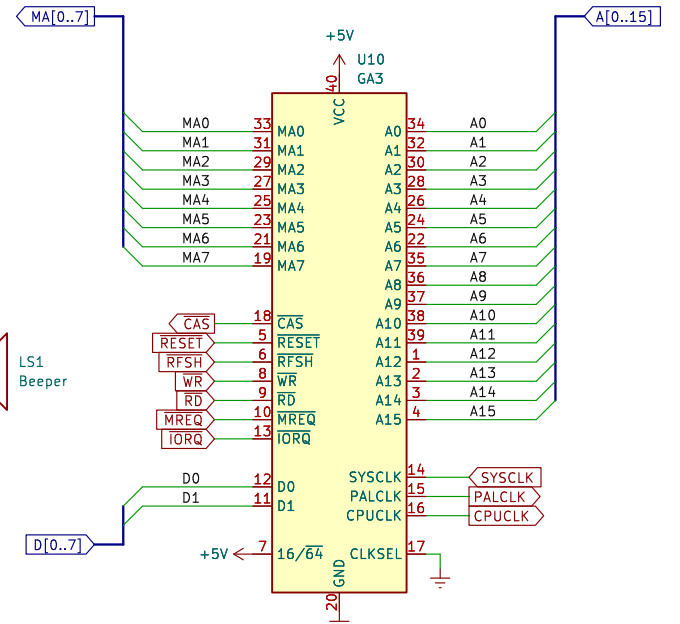 MA[0..7]
A[0..15]
+5V
U10
GA3
40
VCC
MA0 33 MA0
MA1 31 MA1
MA2 29 MA2
MA3 27 MA3
MA4 25 MA4
MA5 23 MA5
MA6 21 MA6
MA7 19 MA7
A0 34 A0
A1 32 A1
A2 30 A2
A3 28 A3
A4 26 A4
A5 24 A5
A6 22 A6
A7 35 A7
A8 36 A8
A9 37 A9
A10 38 A10
A11 39 A11
A12 1 A12
A13 2 A13
A14 3 A14
A15 4 A15
CAS 18 CAS
RESET 5 RESET
RFSH 6 RFSH
WR 8 WR
RD 9 RD
MREQ 10 MREQ
IORQ 13 IORQ
LS1
Beeper
D0 12 D0
D1 11 D1
D[0..7]
SYSCLK 14 SYSCLK
PALCLK 15 PALCLK
CPUCLK 16 CPUCLK
+5V 7 16/64
CLKSEL 17
GND
20